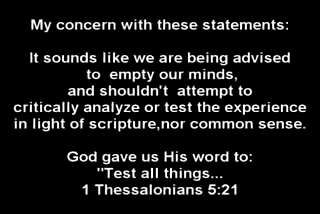 My concern with these statements:
It sounds like we are being advised
to empty our minds,
and shouldn't attempt to
critically analyze or test the experience
in light of scripture,nor common sense.
God gave us His word to:
"Test all things...
1 Thessalonians 5:21